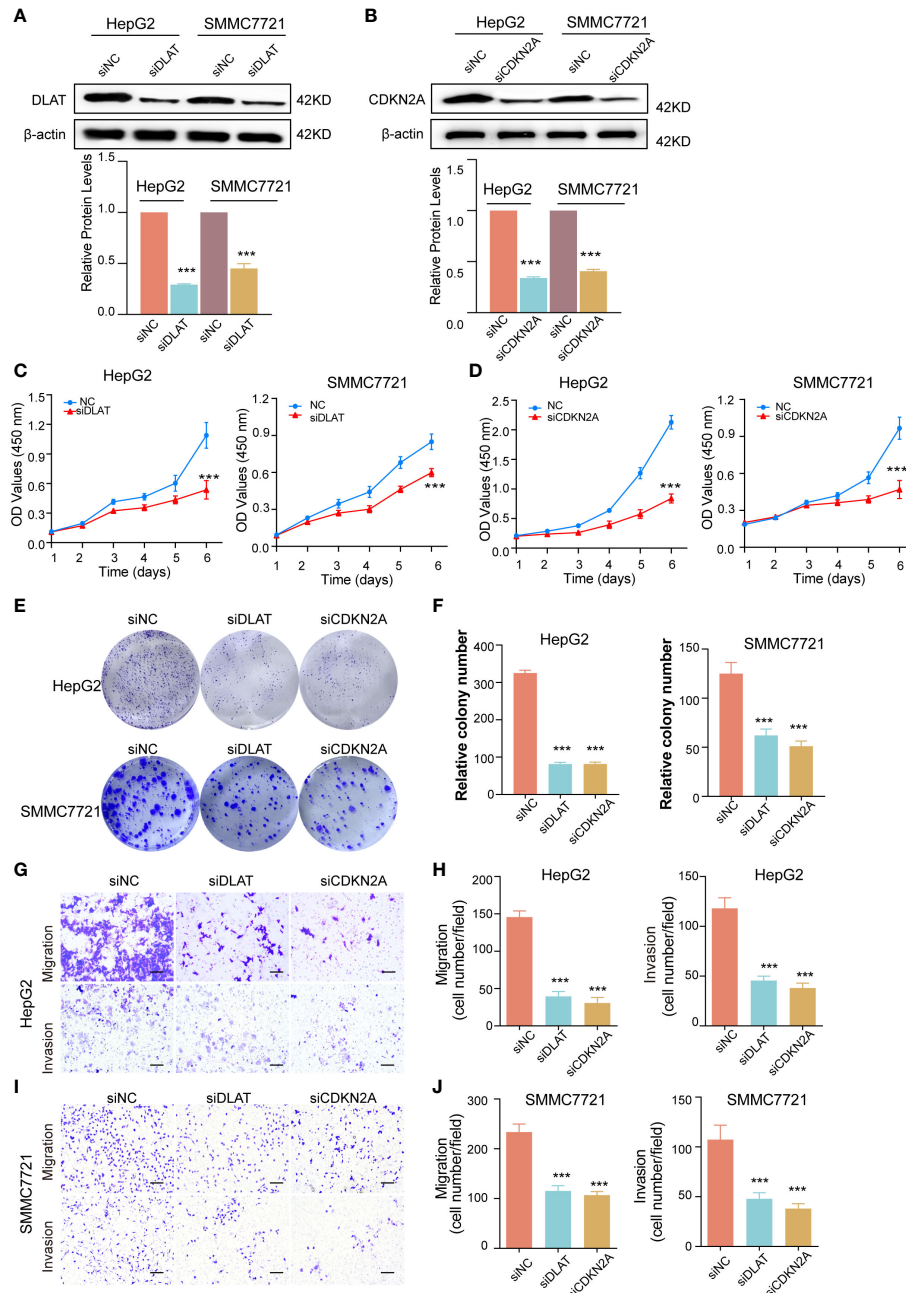 A
HepG2 SMMC7721
siNC siDLAT siNC siDLAT
DLAT 42KD
β-actin 42KD
Relative Protein Levels
1.5
1.0
0.5
0.0
HepG2 SMMC7721
*** ***
siNC siDLAT siNC siDLAT
B
HepG2 SMMC7721
siNC siCDKN2A siNC siCDKN2A
CDKN2A 42KD
β-actin 42KD
Relative Protein Levels
1.5
1.0
0.5
0.0
HepG2 SMMC7721
*** ***
siNC siCDKN2A siNC siCDKN2A
C
HepG2
NC
siDLAT
OD Values (450 nm)
1.5
1.2
0.9
0.6
0.3
0.0
***
1 2 3 4 5 6
Time (days)
SMMC7721
NC
siDLAT
OD Values (450 nm)
1.2
0.9
0.6
0.3
0.0
***
1 2 3 4 5 6
Time (days)
D
HepG2
NC
siCDKN2A
OD Values (450 nm)
2.5
2.0
1.5
1.0
0.5
0.0
***
1 2 3 4 5 6
Time (days)
SMMC7721
NC
siCDKN2A
OD Values (450 nm)
1.2
0.9
0.6
0.3
0.0
***
1 2 3 4 5 6
Time (days)
E
siNC siDLAT siCDKN2A
HepG2
siNC siDLAT siCDKN2A
SMMC7721
F
HepG2
Relative colony number
400
300
200
100
0
*** ***
siNC siDLAT siCDKN2A
SMMC7721
Relative colony number
150
100
50
0
*** ***
siNC siDLAT siCDKN2A
G
siNC siDLAT siCDKN2A
HepG2
Migration
Invasion
H
HepG2
Migration
(cell number/field)
200
150
100
50
0
*** ***
siNC siDLAT siCDKN2A
HepG2
Invasion
(cell number/field)
150
100
50
0
*** ***
siNC siDLAT siCDKN2A
I
siNC siDLAT siCDKN2A
SMMC7721
Migration
Invasion
J
SMMC7721
Migration
(cell number/field)
300
200
100
0
*** ***
siNC siDLAT siCDKN2A
SMMC7721
Invasion
(cell number/field)
150
100
50
0
*** ***
siNC siDLAT siCDKN2A